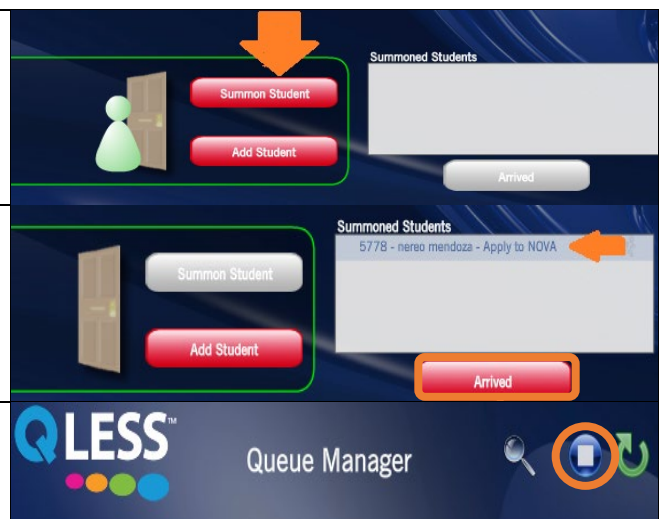 Summoned Students
Summon Student
Add Student
Arrived
Summoned Students
5778 - nereo mendoza - Apply to NOVA
Summon Student
Add Student
Arrived
QLESS™
Queue Manager